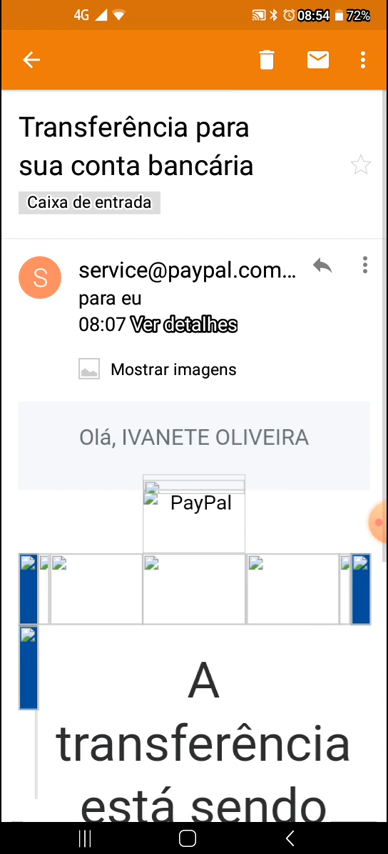 4G 08:54 72%
Transferência para
sua conta bancária
Caixa de entrada
S
service@paypal.com...
para eu
08:07 Ver detalhes
Mostrar imagens
Olá, IVANETE OLIVEIRA
PayPal
A
transferência
está sendo